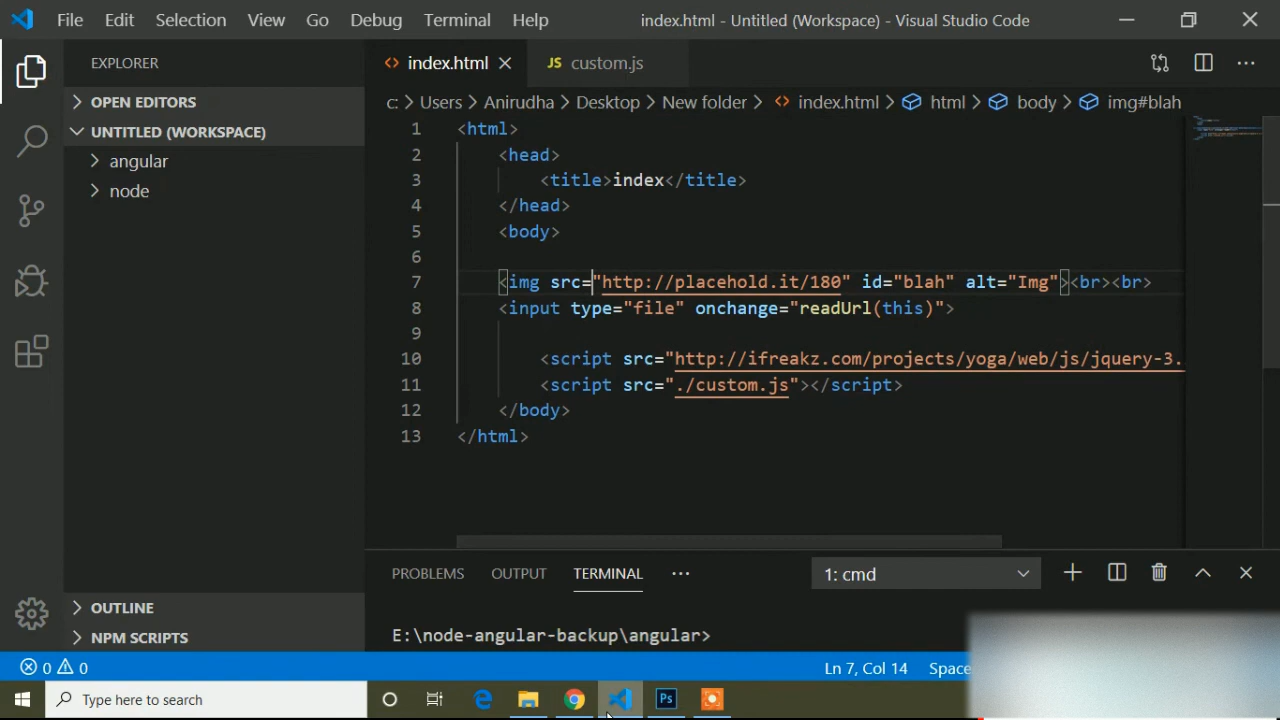 File Edit Selection View Go Debug Terminal Help index.html - Untitled (Workspace) - Visual Studio Code
EXPLORER
OPEN EDITORS
UNTITLED (WORKSPACE)
angular
node
OUTLINE
NPM SCRIPTS
index.html
JS custom.js
c: > Users > Anirudha > Desktop > New folder > index.html > html > body > img#blah
1 <html>
2 <head>
3 <title>index</title>
4 </head>
5 <body>
6
7 <img src="http://placehold.it/180" id="blah" alt="Img"><br><br>
8 <input type="file" onchange="readUrl(this)">
9
10 <script src="http://ifreakz.com/projects/yoga/web/js/jquery-3.
11 <script src="./custom.js"></script>
12 </body>
13 </html>
PROBLEMS OUTPUT TERMINAL ··· 1: cmd
E:\node-angular-backup\angular>
0 0 Ln 7, Col 14 Space
Type here to search Ps